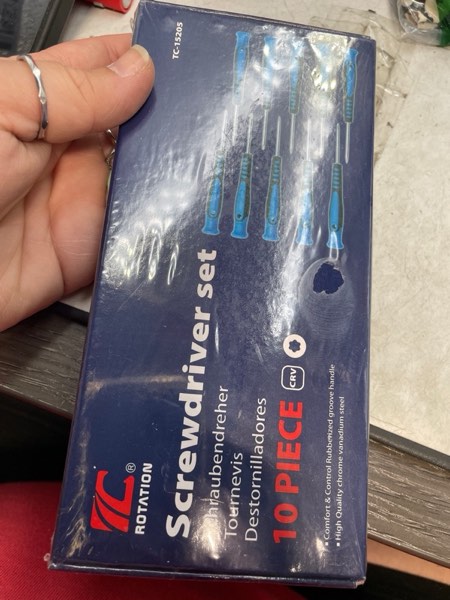 TC-15205
TC®
ROTATION
Screwdriver set
Schraubendreher
Tournevis
Destornilladores
10 PIECE
CRV
• Comfort & Control Rubberized groove handle
• High Quality chrome vanadium steel